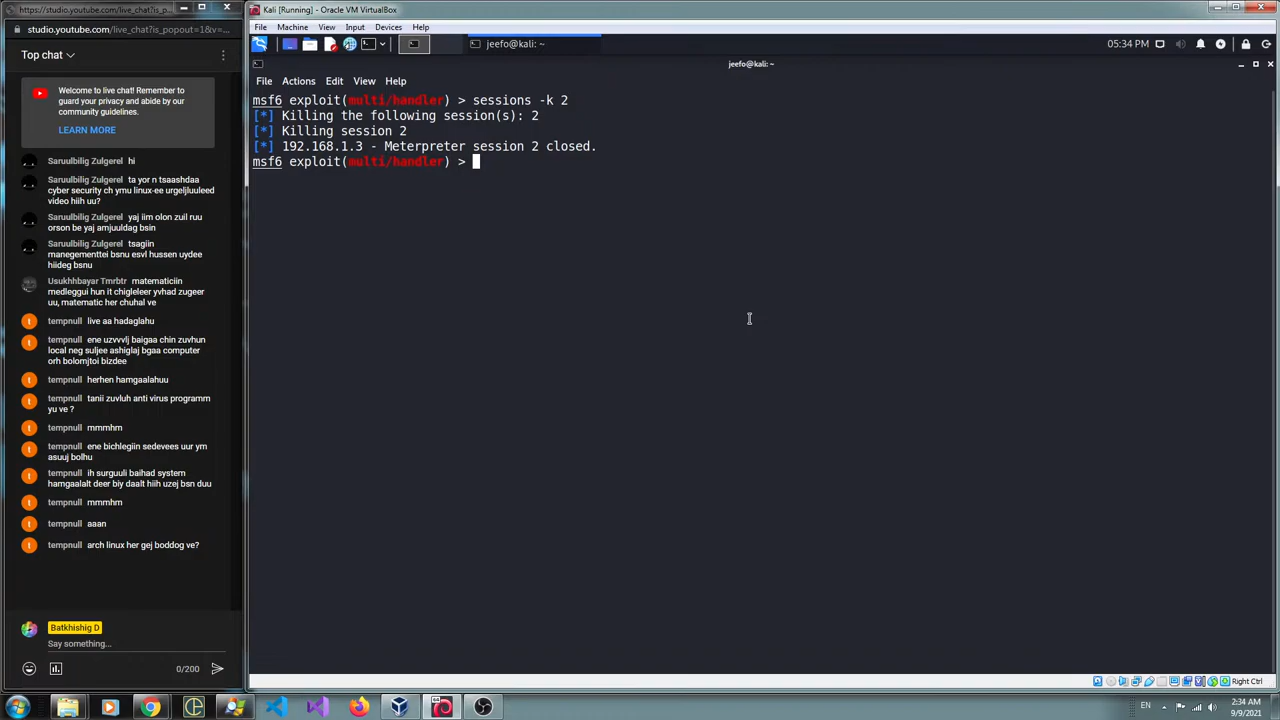 https://studio.youtube.com/live_chat?is_p...
studio.youtube.com/live_chat?is_popout=1&v=...
Top chat
Welcome to live chat! Remember to
guard your privacy and abide by our
community guidelines.
LEARN MORE
Saruulbilig Zulgerel hi
Saruulbilig Zulgerel ta yor n tsaashdaa
cyber security ch ymu linux-ee urgeljuuleed
video hiih uu?
Saruulbilig Zulgerel yaj iim olon zuil ruu
orson be yaj amjuuldag bsin
Saruulbilig Zulgerel tsagiin
manegementtei bsnu esvl hussen uydee
hiideg bsnu
Usukhhbayar Tmrbtr matematiciin
medleggui hun it chigleleer yvhad zugeer
uu, matematic her chuhal ve
t tempnull live aa hadaglahu
t tempnull ene uzvvvlj baigaa chin zuvhun
local neg suljee ashiglaj bgaa computer
orh bolomjtoi bizdee
t tempnull herhen hamgaalahuu
t tempnull tanii zuvluh anti virus programm
yu ve ?
t tempnull mmmhm
t tempnull ene bichlegiin sedevees uur ym
asuuj bolhu
t tempnull ih surguuli baihad system
hamgaalalt deer biy daalt hiih uzej bsn duu
t tempnull mmmhm
t tempnull aaan
t tempnull arch linux her gej boddog ve?
Batkhishig D
Say something...
0/200
Kali [Running] - Oracle VM VirtualBox
File Machine View Input Devices Help
jeefo@kali: ~
05:34 PM
jeefo@kali: ~
File Actions Edit View Help
msf6 exploit(multi/handler) > sessions -k 2
[*] Killing the following session(s): 2
[*] Killing session 2
[*] 192.168.1.3 - Meterpreter session 2 closed.
msf6 exploit(multi/handler) >
Right Ctrl
EN
2:34 AM
9/9/2021